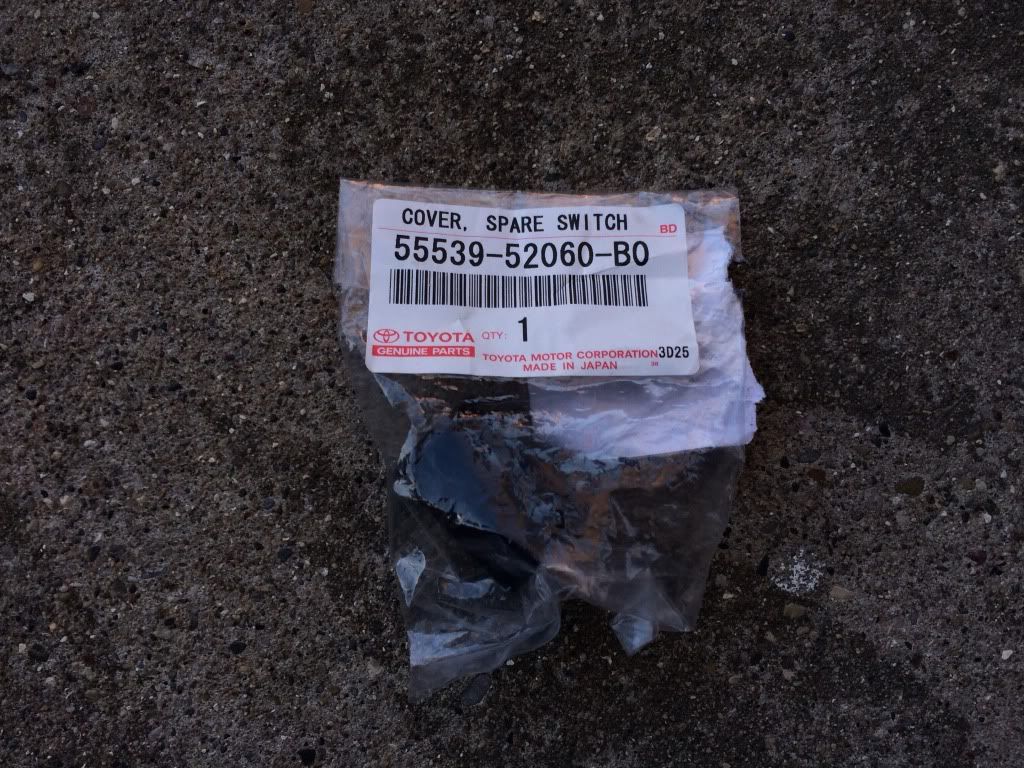 COVER, SPARE SWITCH
BD
55539-52060-B0
TOYOTA QTY: 1
GENUINE PARTS
TOYOTA MOTOR CORPORATION 3D25
MADE IN JAPAN